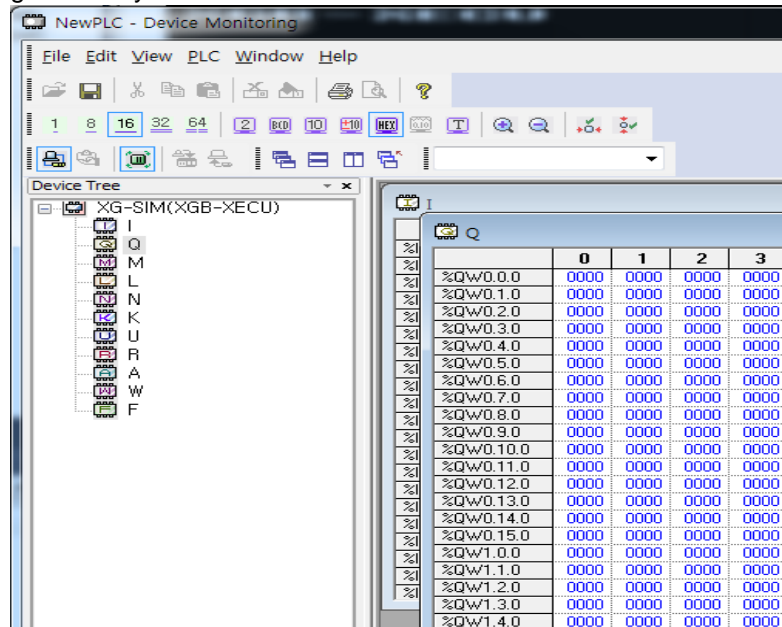 NewPLC - Device Monitoring
File Edit View PLC Window Help
1 8 16 32 64 2 BCD 10 ±10 HEX 0.10 T
Device Tree
XG-SIM(XGB-XECU)
I
Q
M
L
N
K
U
R
A
W
F
I
Q
0 1 2 3
%QW0.0.0 0000 0000 0000 0000
%QW0.1.0 0000 0000 0000 0000
%QW0.2.0 0000 0000 0000 0000
%QW0.3.0 0000 0000 0000 0000
%QW0.4.0 0000 0000 0000 0000
%QW0.5.0 0000 0000 0000 0000
%QW0.6.0 0000 0000 0000 0000
%QW0.7.0 0000 0000 0000 0000
%QW0.8.0 0000 0000 0000 0000
%QW0.9.0 0000 0000 0000 0000
%QW0.10.0 0000 0000 0000 0000
%QW0.11.0 0000 0000 0000 0000
%QW0.12.0 0000 0000 0000 0000
%QW0.13.0 0000 0000 0000 0000
%QW0.14.0 0000 0000 0000 0000
%QW0.15.0 0000 0000 0000 0000
%QW1.0.0 0000 0000 0000 0000
%QW1.1.0 0000 0000 0000 0000
%QW1.2.0 0000 0000 0000 0000
%QW1.3.0 0000 0000 0000 0000
%QW1.4.0 0000 0000 0000 0000